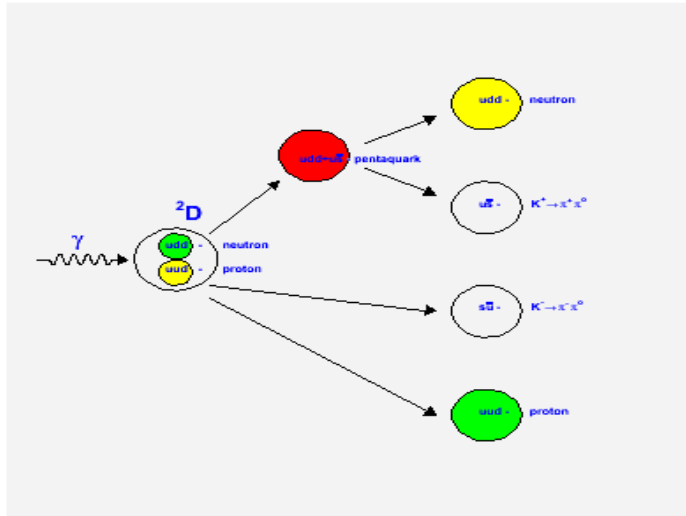 udd - neutron
udd+us̅ pentaquark
us̅ - K⁺→π⁺π⁰
²D
γ
udd - neutron
uud - proton
su̅ - K⁻→π⁻π⁰
uud - proton